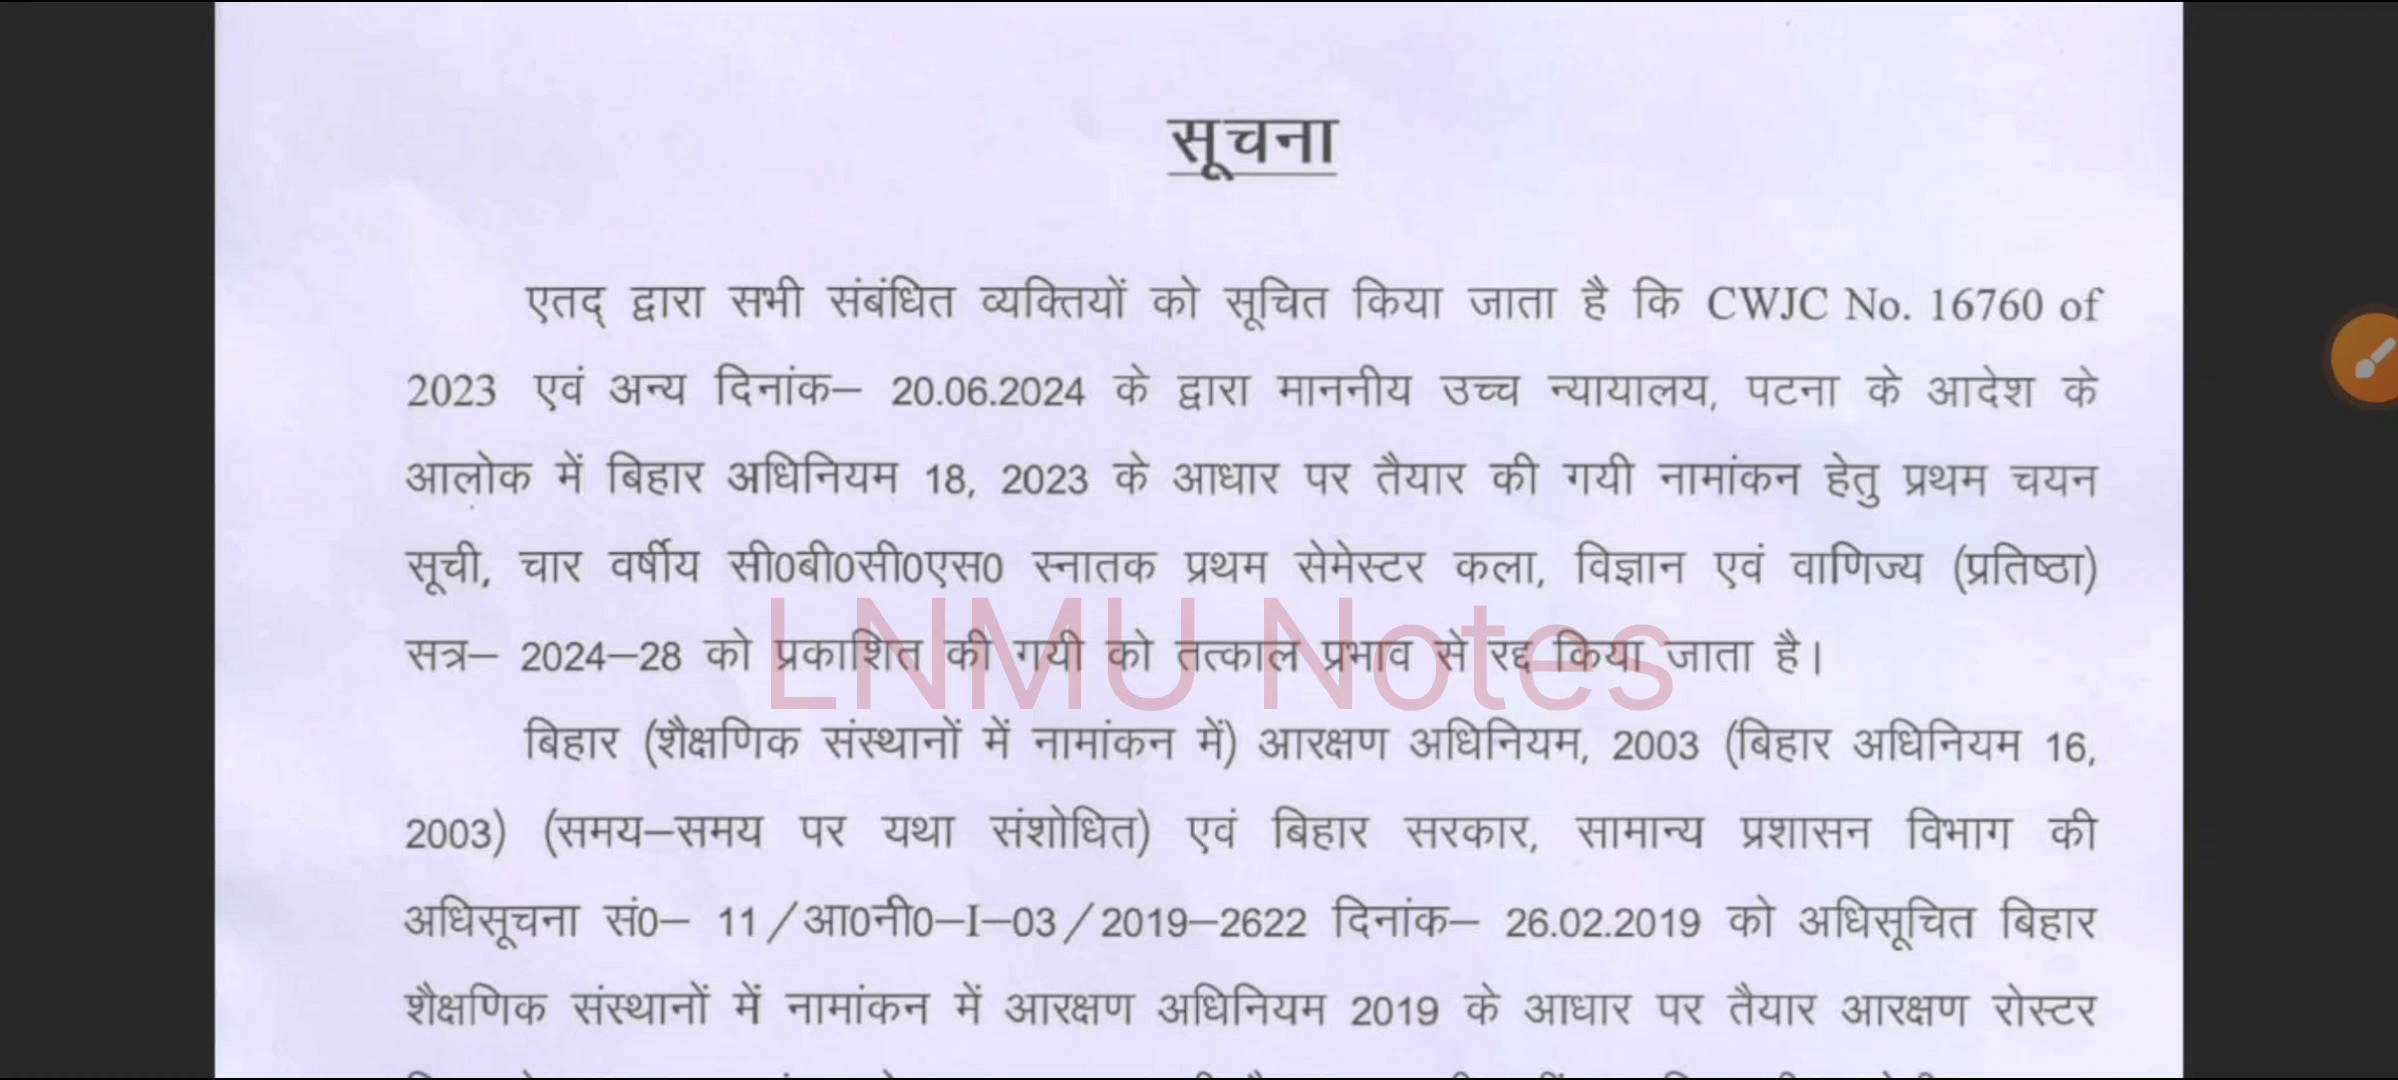 सूचना
एतद् द्वारा सभी संबंधित व्यक्तियों को सूचित किया जाता है कि CWJC No. 16760 of
2023 एवं अन्य दिनांक– 20.06.2024 के द्वारा माननीय उच्च न्यायालय, पटना के आदेश के
आलोक में बिहार अधिनियम 18, 2023 के आधार पर तैयार की गयी नामांकन हेतु प्रथम चयन
सूची, चार वर्षीय सी0बी0सी0एस0 स्नातक प्रथम सेमेस्टर कला, विज्ञान एवं वाणिज्य (प्रतिष्ठा)
सत्र– 2024–28 को प्रकाशित की गयी को तत्काल प्रभाव से रद्द किया जाता है।
LNMU Notes
बिहार (शैक्षणिक संस्थानों में नामांकन में) आरक्षण अधिनियम, 2003 (बिहार अधिनियम 16,
2003) (समय–समय पर यथा संशोधित) एवं बिहार सरकार, सामान्य प्रशासन विभाग की
अधिसूचना सं0– 11/आ0नी0–I–03/2019–2622 दिनांक– 26.02.2019 को अधिसूचित बिहार
शैक्षणिक संस्थानों में नामांकन में आरक्षण अधिनियम 2019 के आधार पर तैयार आरक्षण रोस्टर